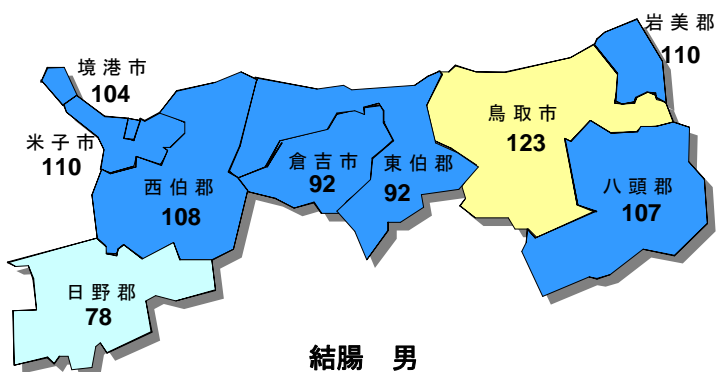 岩美郡
110
境港市
104
鳥取市
123
米子市
110
倉吉市
92
東伯郡
92
西伯郡
108
八頭郡
107
日野郡
78
結腸　男